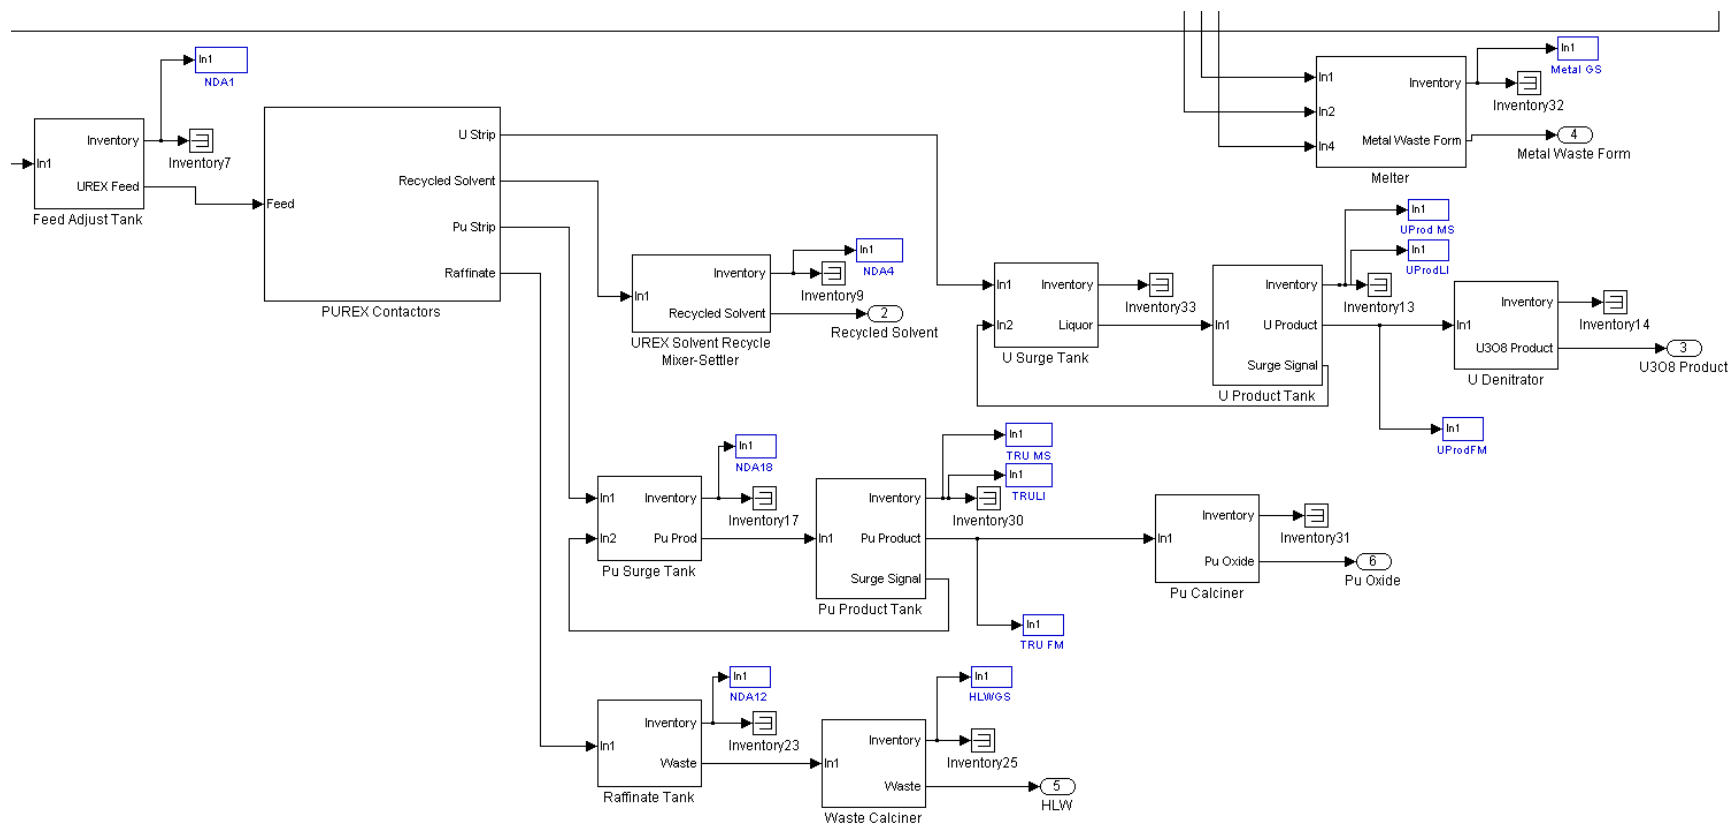 In1
NDA1
In1
Inventory
UREX Feed
Inventory7
Feed Adjust Tank
Feed
U Strip
Recycled Solvent
Pu Strip
Raffinate
PUREX Contactors
In1
In2
In4
Inventory
Metal Waste Form
Melter
In1
Metal GS
Inventory32
4
Metal Waste Form
In1
Inventory
Recycled Solvent
UREX Solvent Recycle
Mixer-Settler
In1
NDA4
Inventory9
2
Recycled Solvent
In1
In2
Inventory
Liquor
U Surge Tank
Inventory33
In1
Inventory
U Product
Surge Signal
U Product Tank
In1
UProd MS
In1
UProdLI
Inventory13
In1
Inventory
U3O8 Product
U Denitrator
Inventory14
3
U3O8 Product
In1
UProdFM
In1
In2
Inventory
Pu Prod
Pu Surge Tank
In1
NDA18
Inventory17
In1
Inventory
Pu Product
Surge Signal
Pu Product Tank
In1
TRU MS
In1
TRULI
Inventory30
In1
Inventory
Pu Oxide
Pu Calciner
Inventory31
6
Pu Oxide
In1
TRU FM
In1
Inventory
Waste
Raffinate Tank
In1
NDA12
Inventory23
In1
Inventory
Waste
Waste Calciner
In1
HLWGS
Inventory25
5
HLW